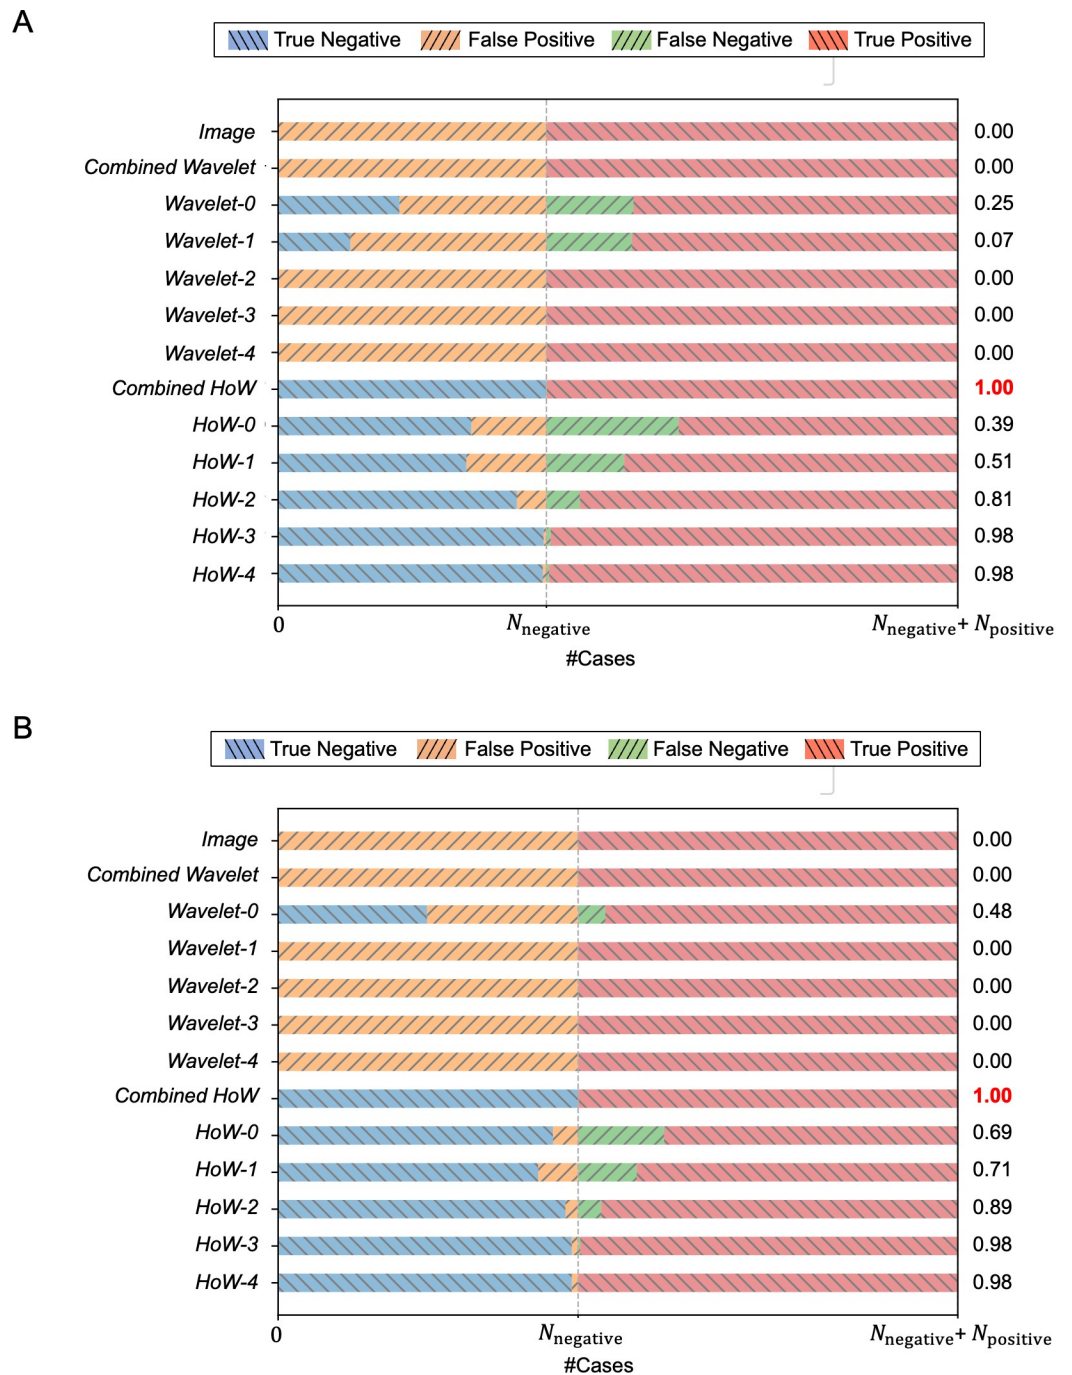 A
True Negative False Positive False Negative True Positive
Image 0.00
Combined Wavelet 0.00
Wavelet-0 0.25
Wavelet-1 0.07
Wavelet-2 0.00
Wavelet-3 0.00
Wavelet-4 0.00
Combined HoW 1.00
HoW-0 0.39
HoW-1 0.51
HoW-2 0.81
HoW-3 0.98
HoW-4 0.98
0 Nnegative Nnegative+ Npositive
#Cases
B
True Negative False Positive False Negative True Positive
Image 0.00
Combined Wavelet 0.00
Wavelet-0 0.48
Wavelet-1 0.00
Wavelet-2 0.00
Wavelet-3 0.00
Wavelet-4 0.00
Combined HoW 1.00
HoW-0 0.69
HoW-1 0.71
HoW-2 0.89
HoW-3 0.98
HoW-4 0.98
0 Nnegative Nnegative+ Npositive
#Cases